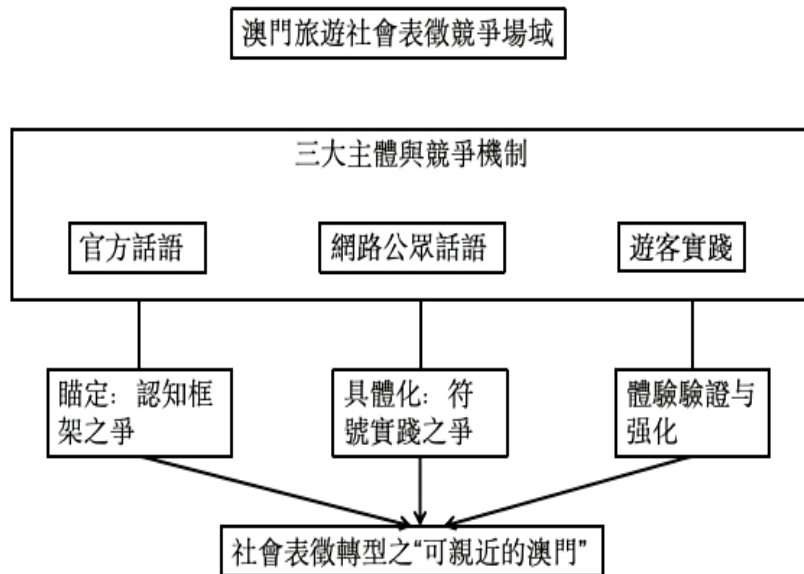 澳門旅遊社會表徵競爭場域
三大主體與競爭機制
官方話語
網路公眾話語
遊客實踐
瞄定：認知框
架之爭
具體化：符
號實踐之爭
體驗驗證与
强化
社會表徵轉型之“可親近的澳門”